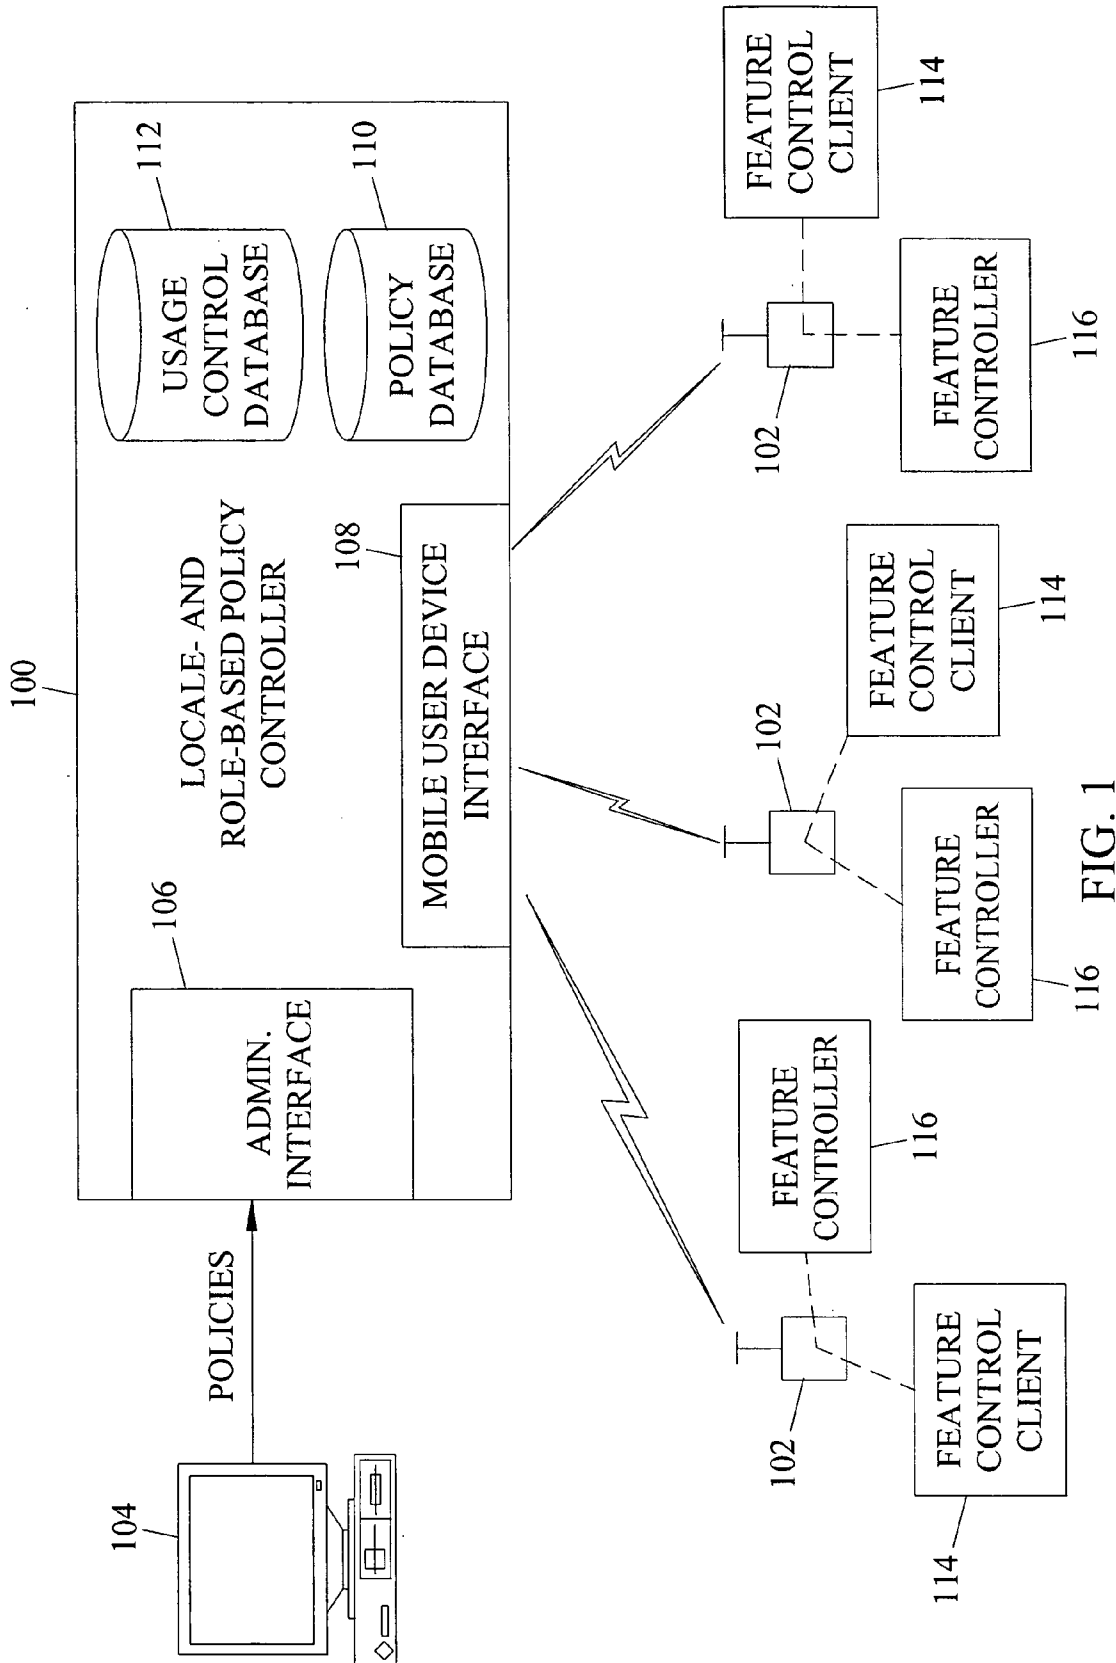 100
LOCALE- AND
ROLE-BASED POLICY
CONTROLLER
112
USAGE
CONTROL
DATABASE
110
POLICY
DATABASE
106
ADMIN.
INTERFACE
108
MOBILE USER DEVICE
INTERFACE
104
POLICIES
102
FEATURE
CONTROLLER
116
FEATURE
CONTROL
CLIENT
114
102
FEATURE
CONTROL
CLIENT
114
FEATURE
CONTROLLER
116
102
FEATURE
CONTROL
CLIENT
114
FEATURE
CONTROLLER
116
FIG. 1